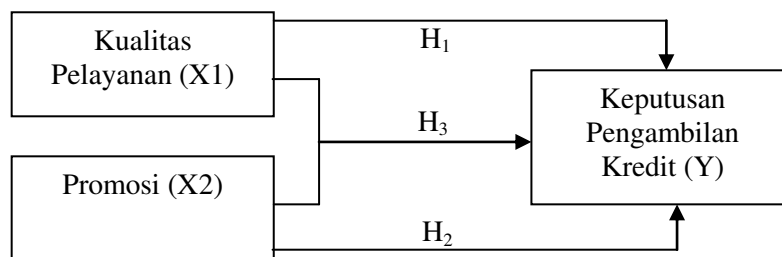 Kualitas
Pelayanan (X1)
H₁
Keputusan
Pengambilan
Kredit (Y)
H₃
Promosi (X2)
H₂